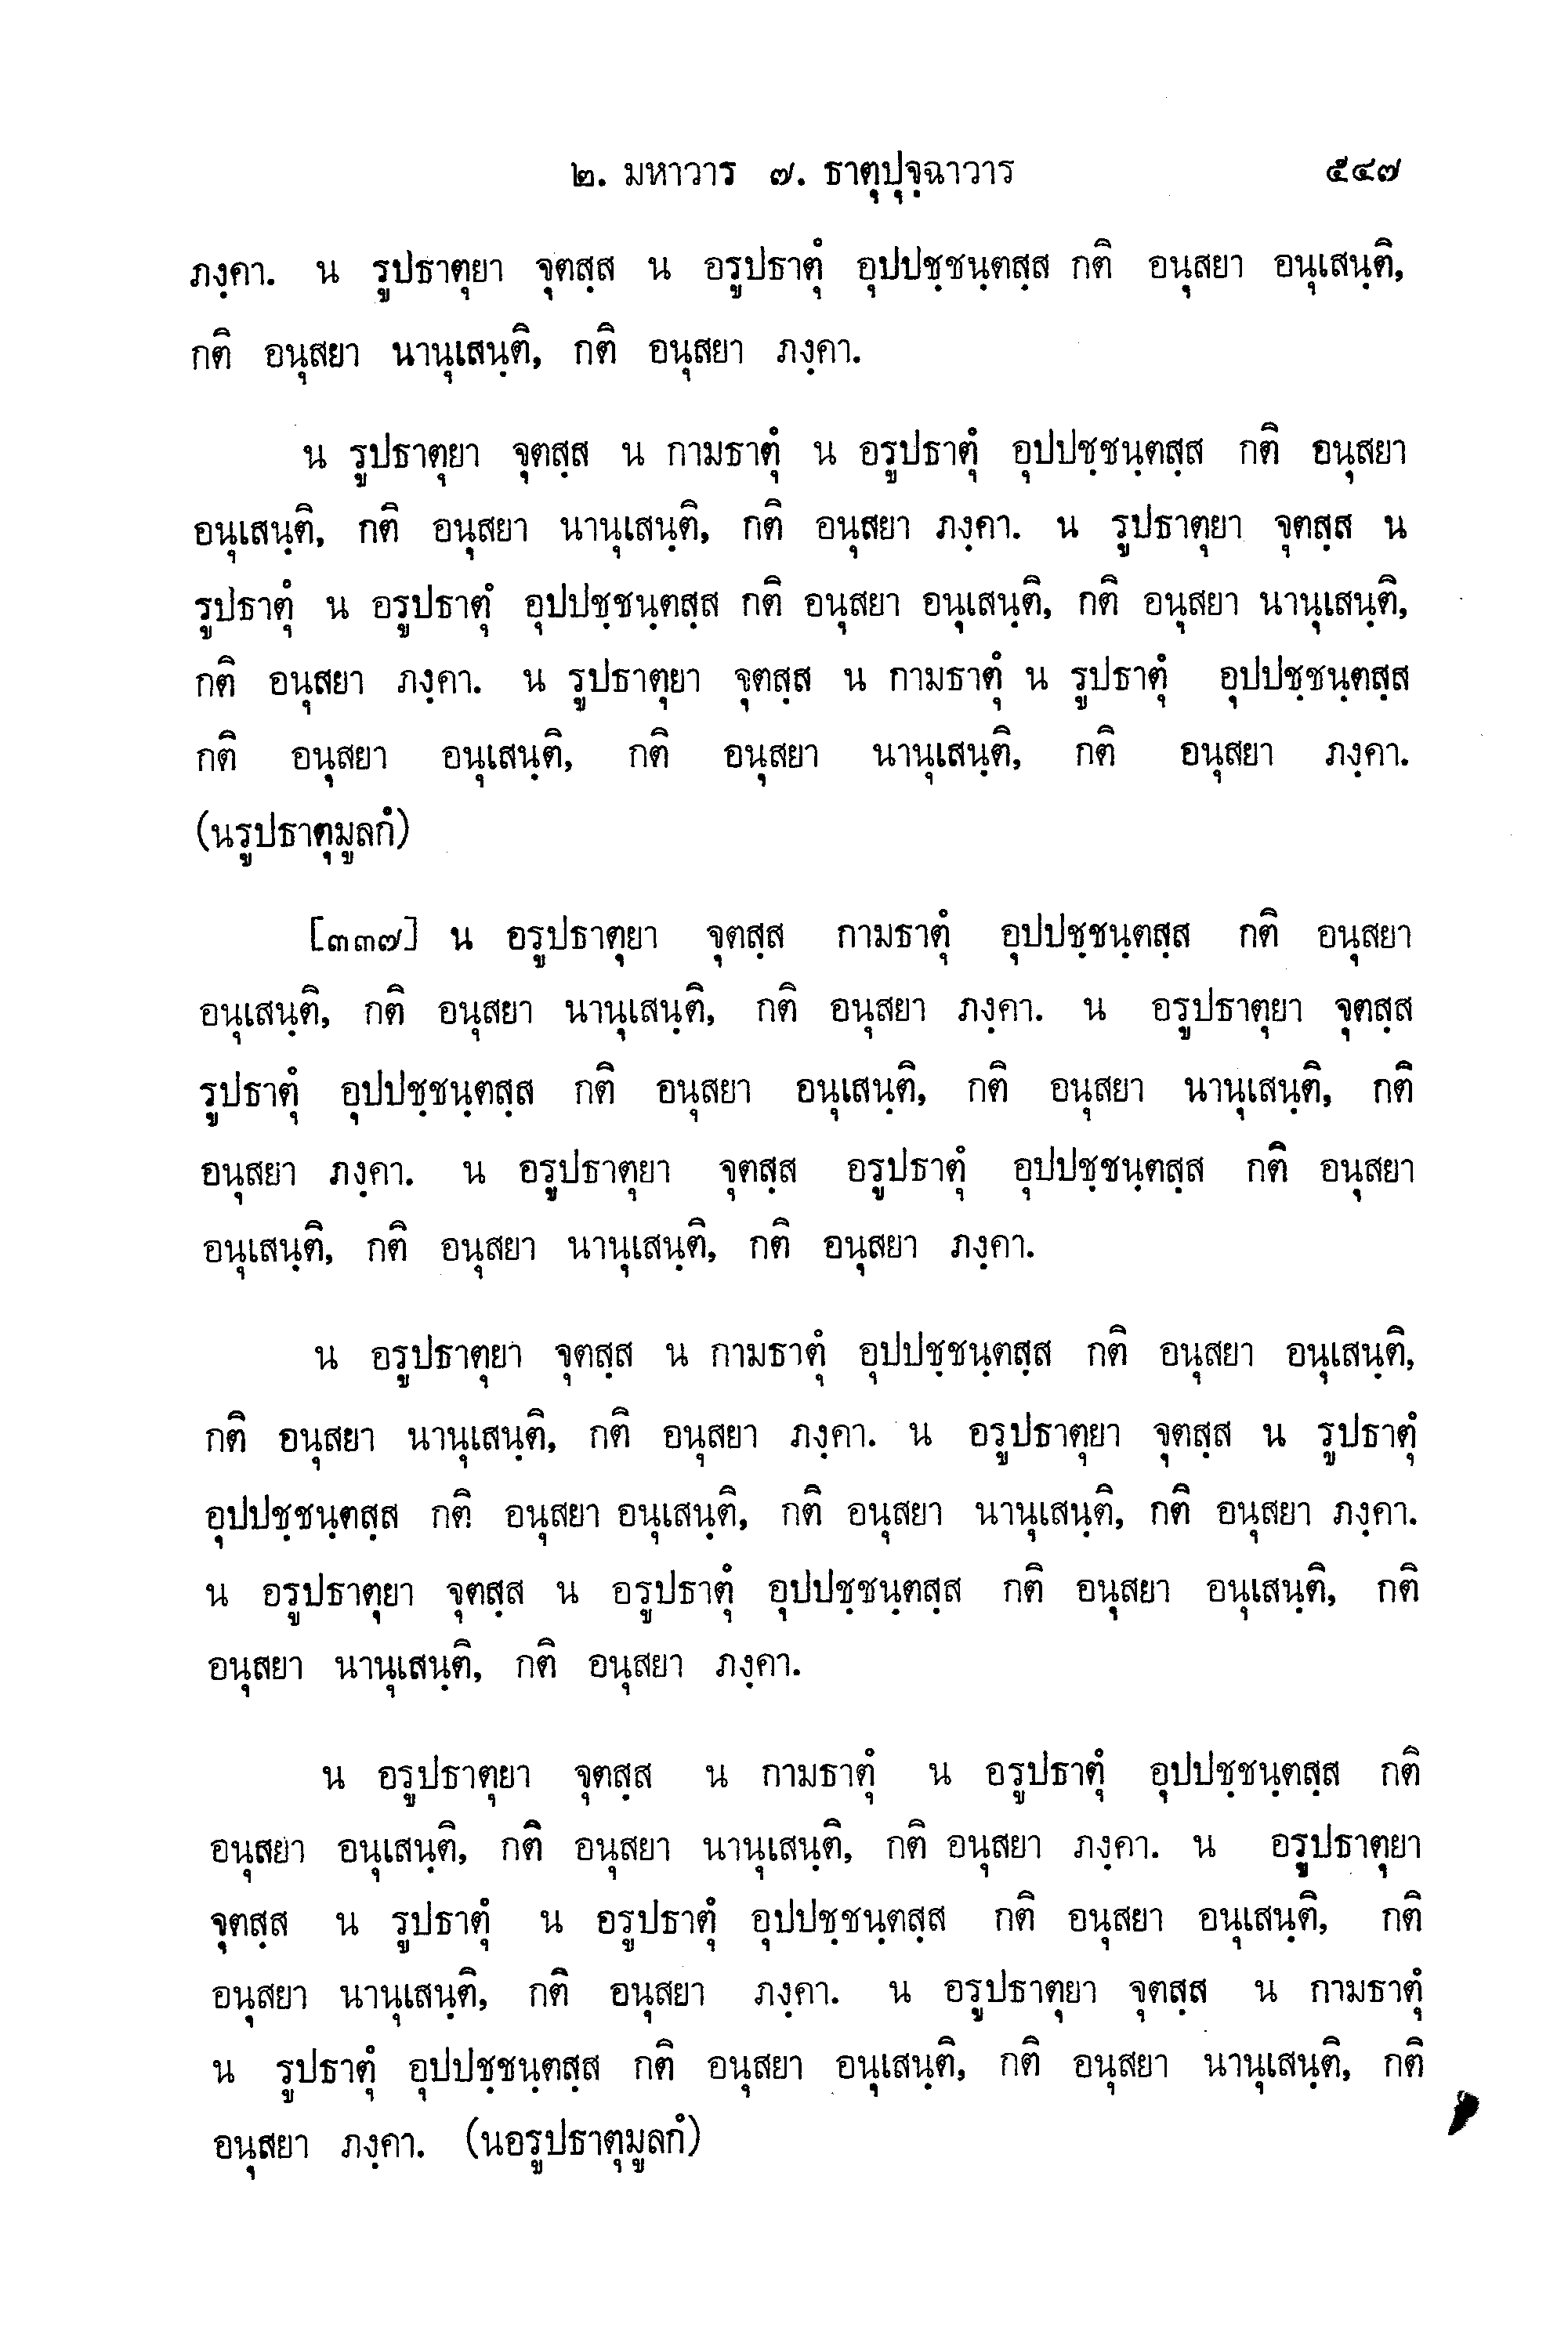 ๒. มหาวาร ๗. ธาตุปุจฺฉาวาร ๕๔๗
ภงฺคา. น รูปธาตุยา จุตสฺส น อรูปธาตุํ อุปปชฺชนฺตสฺส กติ อนุสยา อนุเสนฺติ,
กติ อนุสยา นานุเสนฺติ, กติ อนุสยา ภงฺคา.
น รูปธาตุยา จุตสฺส น กามธาตุํ น อรูปธาตุํ อุปปชฺชนฺตสฺส กติ อนุสยา
อนุเสนฺติ, กติ อนุสยา นานุเสนฺติ, กติ อนุสยา ภงฺคา. น รูปธาตุยา จุตสฺส น
รูปธาตุํ น อรูปธาตุํ อุปปชฺชนฺตสฺส กติ อนุสยา อนุเสนฺติ, กติ อนุสยา นานุเสนฺติ,
กติ อนุสยา ภงฺคา. น รูปธาตุยา จุตสฺส น กามธาตุํ น รูปธาตุํ อุปปชฺชนฺตสฺส
กติ อนุสยา อนุเสนฺติ, กติ อนุสยา นานุเสนฺติ, กติ อนุสยา ภงฺคา.
(นรูปธาตุมูลกํ)
[๓๓๗] น อรูปธาตุยา จุตสฺส กามธาตุํ อุปปชฺชนฺตสฺส กติ อนุสยา
อนุเสนฺติ, กติ อนุสยา นานุเสนฺติ, กติ อนุสยา ภงฺคา. น อรูปธาตุยา จุตสฺส
รูปธาตุํ อุปปชฺชนฺตสฺส กติ อนุสยา อนุเสนฺติ, กติ อนุสยา นานุเสนฺติ, กติ
อนุสยา ภงฺคา. น อรูปธาตุยา จุตสฺส อรูปธาตุํ อุปปชฺชนฺตสฺส กติ อนุสยา
อนุเสนฺติ, กติ อนุสยา นานุเสนฺติ, กติ อนุสยา ภงฺคา.
น อรูปธาตุยา จุตสฺส น กามธาตุํ อุปปชฺชนฺตสฺส กติ อนุสยา อนุเสนฺติ,
กติ อนุสยา นานุเสนฺติ, กติ อนุสยา ภงฺคา. น อรูปธาตุยา จุตสฺส น รูปธาตุํ
อุปปชฺชนฺตสฺส กติ อนุสยา อนุเสนฺติ, กติ อนุสยา นานุเสนฺติ, กติ อนุสยา ภงฺคา.
น อรูปธาตุยา จุตสฺส น อรูปธาตุํ อุปปชฺชนฺตสฺส กติ อนุสยา อนุเสนฺติ, กติ
อนุสยา นานุเสนฺติ, กติ อนุสยา ภงฺคา.
น อรูปธาตุยา จุตสฺส น กามธาตุํ น อรูปธาตุํ อุปปชฺชนฺตสฺส กติ
อนุสยา อนุเสนฺติ, กติ อนุสยา นานุเสนฺติ, กติ อนุสยา ภงฺคา. น อรูปธาตุยา
จุตสฺส น รูปธาตุํ น อรูปธาตุํ อุปปชฺชนฺตสฺส กติ อนุสยา อนุเสนฺติ, กติ
อนุสยา นานุเสนฺติ, กติ อนุสยา ภงฺคา. น อรูปธาตุยา จุตสฺส น กามธาตุํ
น รูปธาตุํ อุปปชฺชนฺตสฺส กติ อนุสยา อนุเสนฺติ, กติ อนุสยา นานุเสนฺติ, กติ
อนุสยา ภงฺคา. (นอรูปธาตุมูลกํ)